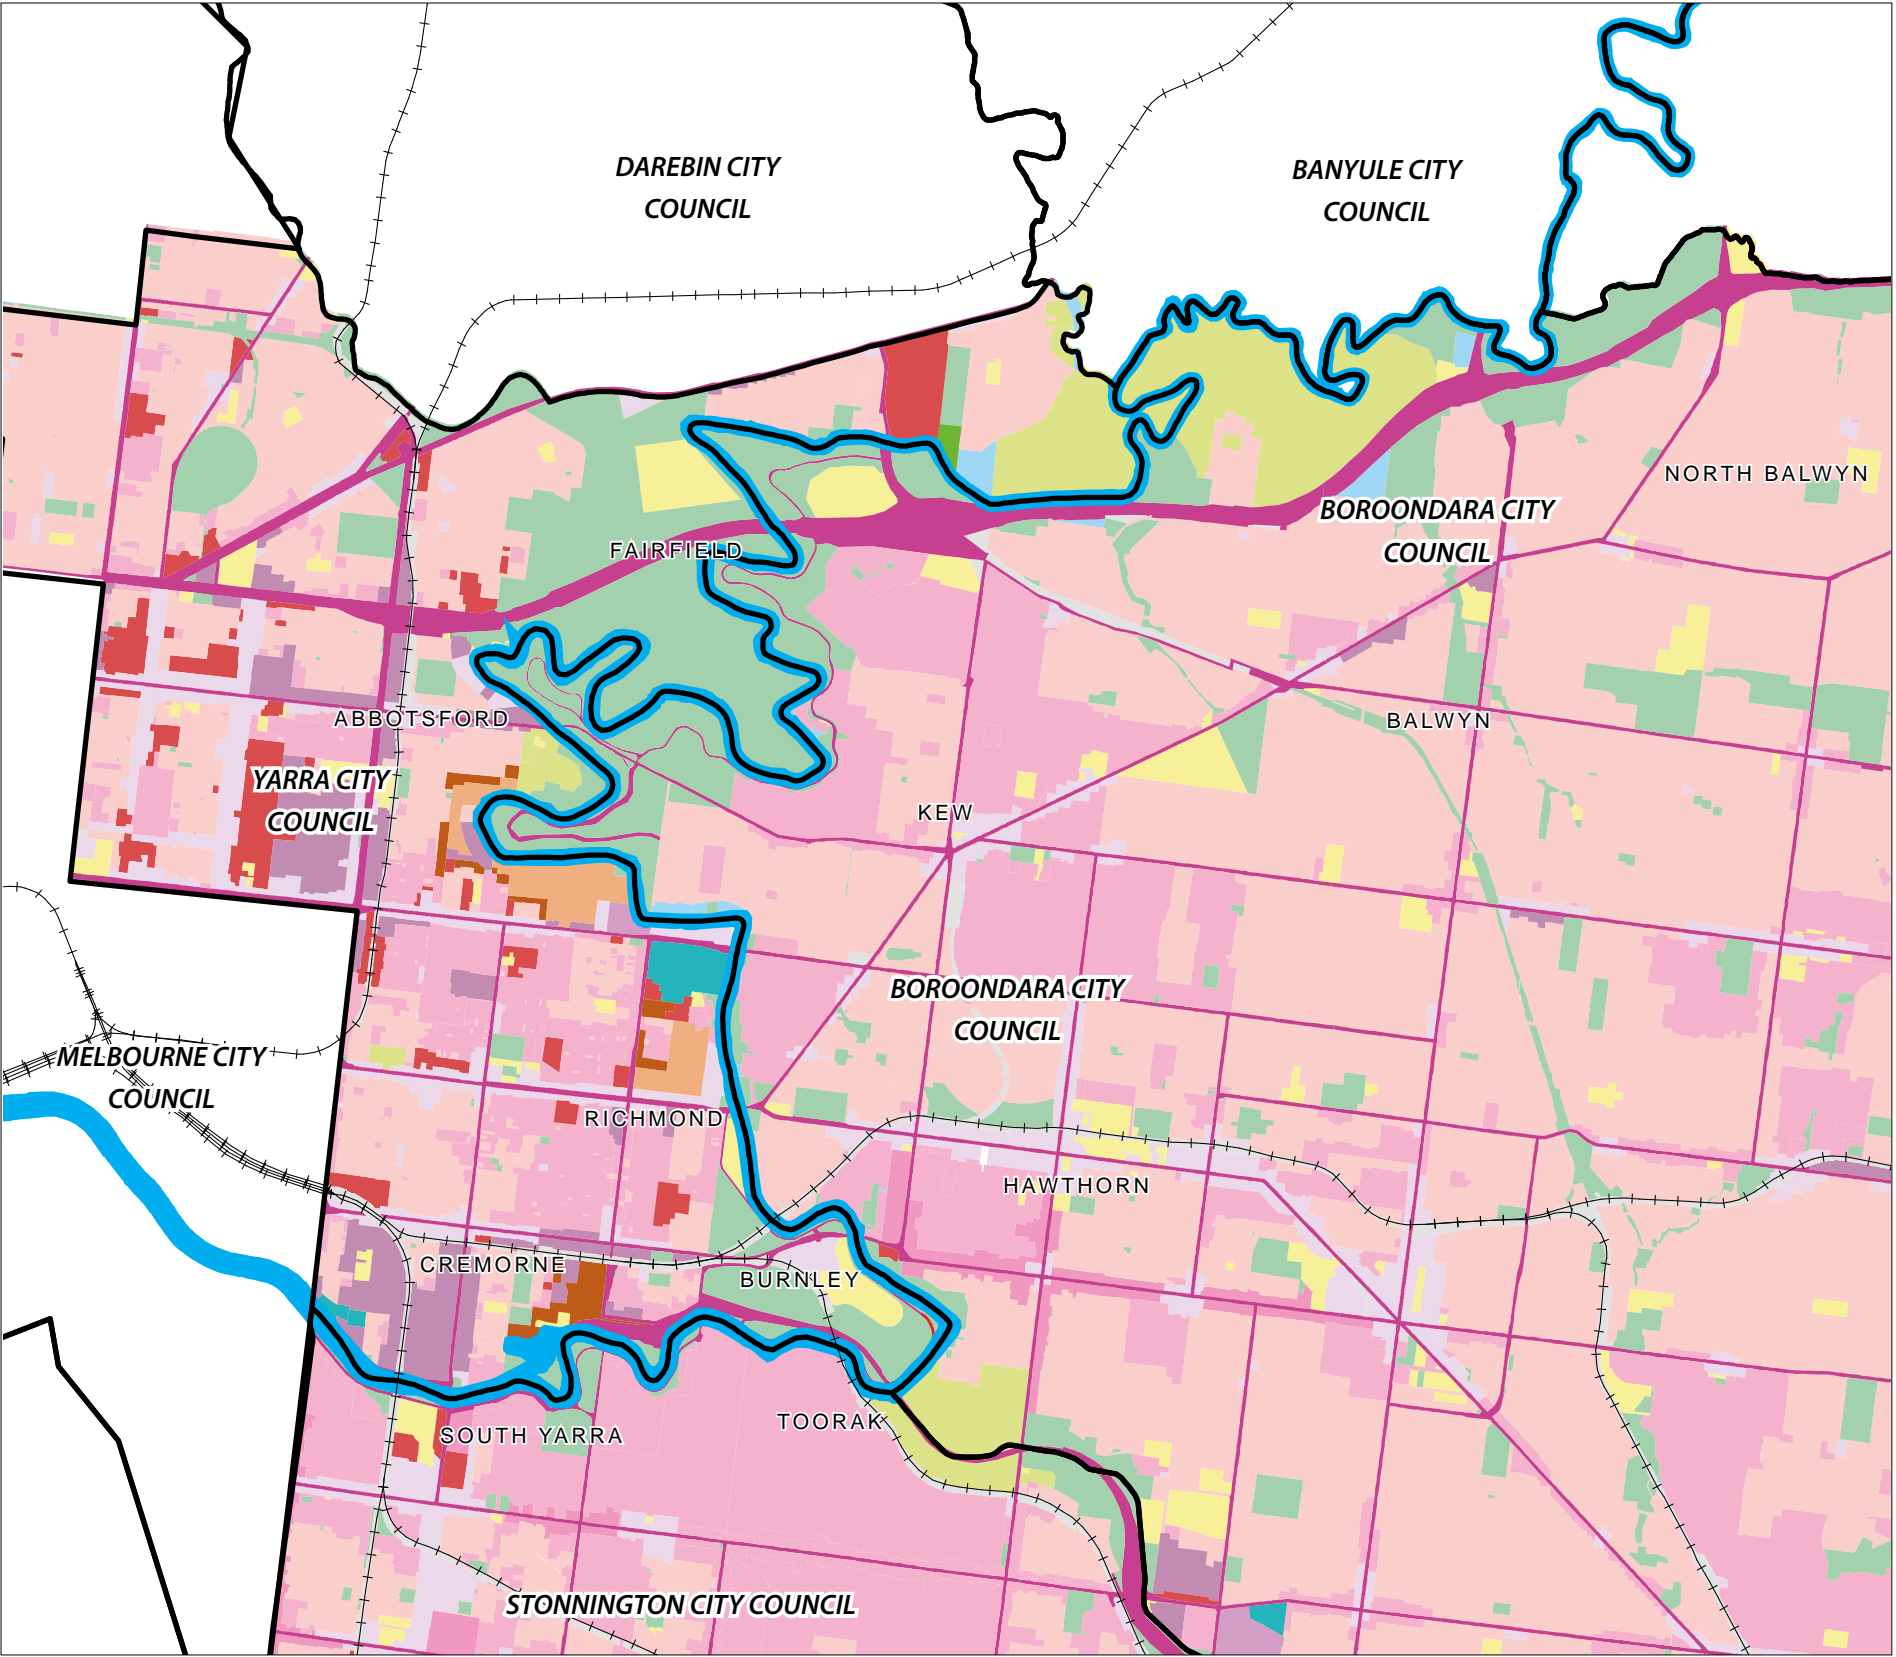 DAREBIN CITY
COUNCIL
BANYULE CITY
COUNCIL
NORTH BALWYN
BOROONDARA CITY
COUNCIL
FAIRFIELD
ABBOTSFORD
BALWYN
YARRA CITY
COUNCIL
KEW
BOROONDARA CITY
COUNCIL
MELBOURNE CITY
COUNCIL
RICHMOND
HAWTHORN
CREMORNE
BURNLEY
TOORAK
SOUTH YARRA
STONNINGTON CITY COUNCIL